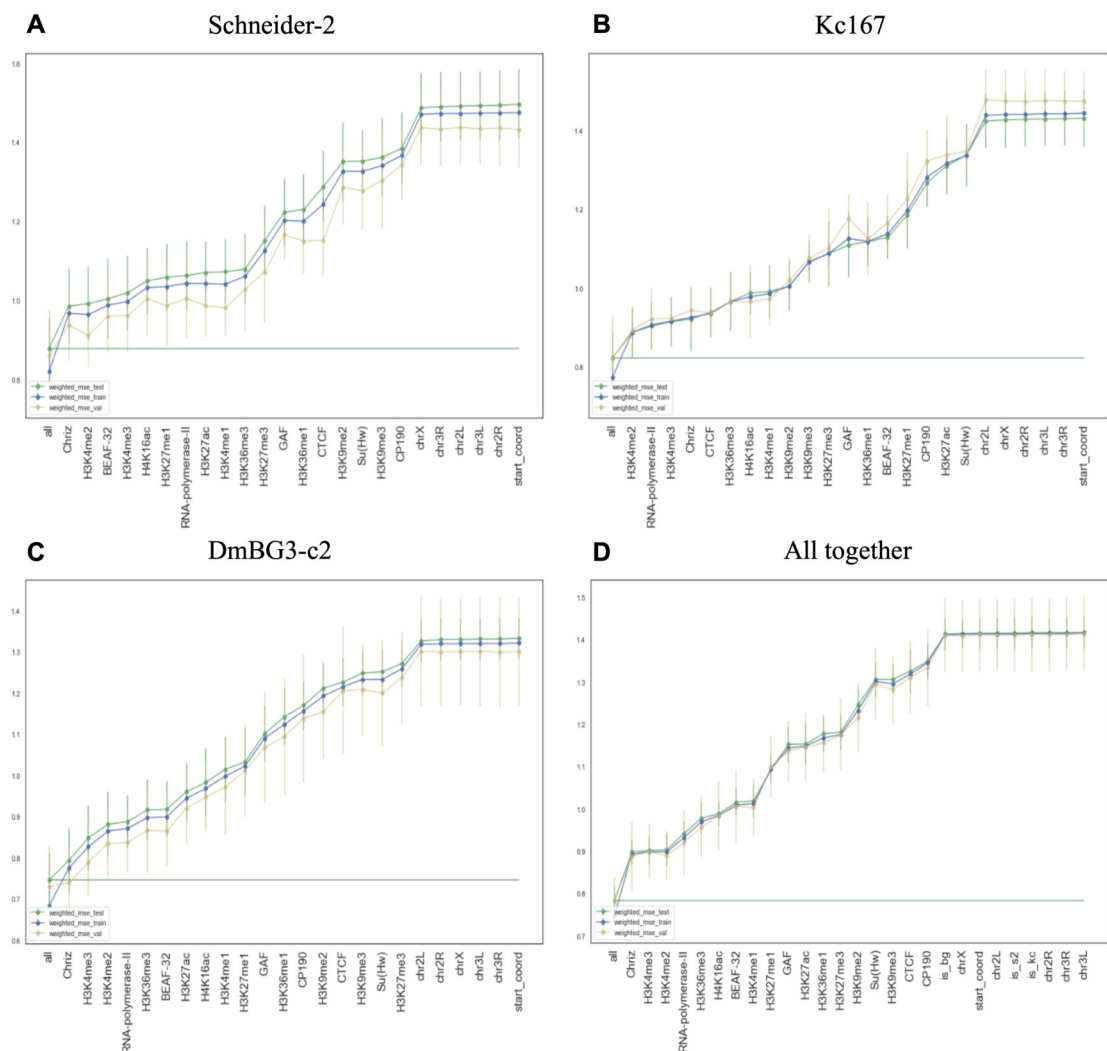 A
Schneider-2
1.6
1.4
1.2
1.0
0.8
weighted_mse_test
weighted_mse_train
weighted_mse_val
all
Chriz
H3K4me2
BEAF-32
H3K4me3
H4K16ac
H3K27me1
RNA-polymerase-II
H3K27ac
H3K4me1
H3K36me3
H3K27me3
GAF
H3K36me1
CTCF
H3K9me2
Su(Hw)
H3K9me3
CP190
chrX
chr3R
chr2L
chr3L
chr2R
start_coord
B
Kc167
1.4
1.2
1.0
0.8
weighted_mse_test
weighted_mse_train
weighted_mse_val
all
H3K4me2
RNA-polymerase-II
H3K4me3
Chriz
CTCF
H3K36me3
H4K16ac
H3K4me1
H3K9me2
H3K9me3
H3K27me3
GAF
H3K36me1
BEAF-32
H3K27me1
CP190
H3K27ac
Su(Hw)
chr2L
chrX
chr2R
chr3L
chr3R
start_coord
C
DmBG3-c2
1.4
1.3
1.2
1.1
1.0
0.9
0.8
0.7
0.6
weighted_mse_test
weighted_mse_train
weighted_mse_val
all
Chriz
H3K4me3
H3K4me2
RNA-polymerase-II
H3K36me3
BEAF-32
H3K27ac
H4K16ac
H3K4me1
H3K27me1
GAF
H3K36me1
CP190
H3K9me2
CTCF
H3K9me3
Su(Hw)
H3K27me3
chr2L
chr2R
chrX
chr3L
chr3R
start_coord
D
All together
1.5
1.4
1.3
1.2
1.1
1.0
0.9
0.8
0.7
weighted_mse_test
weighted_mse_train
weighted_mse_val
all
Chriz
H3K4me3
H3K4me2
RNA-polymerase-II
H3K36me3
H4K16ac
BEAF-32
H3K4me1
H3K27me1
GAF
H3K27ac
H3K36me1
H3K27me3
H3K9me2
Su(Hw)
H3K9me3
CTCF
CP190
is_bg
chrX
start_coord
chr2L
is_s2
is_kc
chr2R
chr3R
chr3L